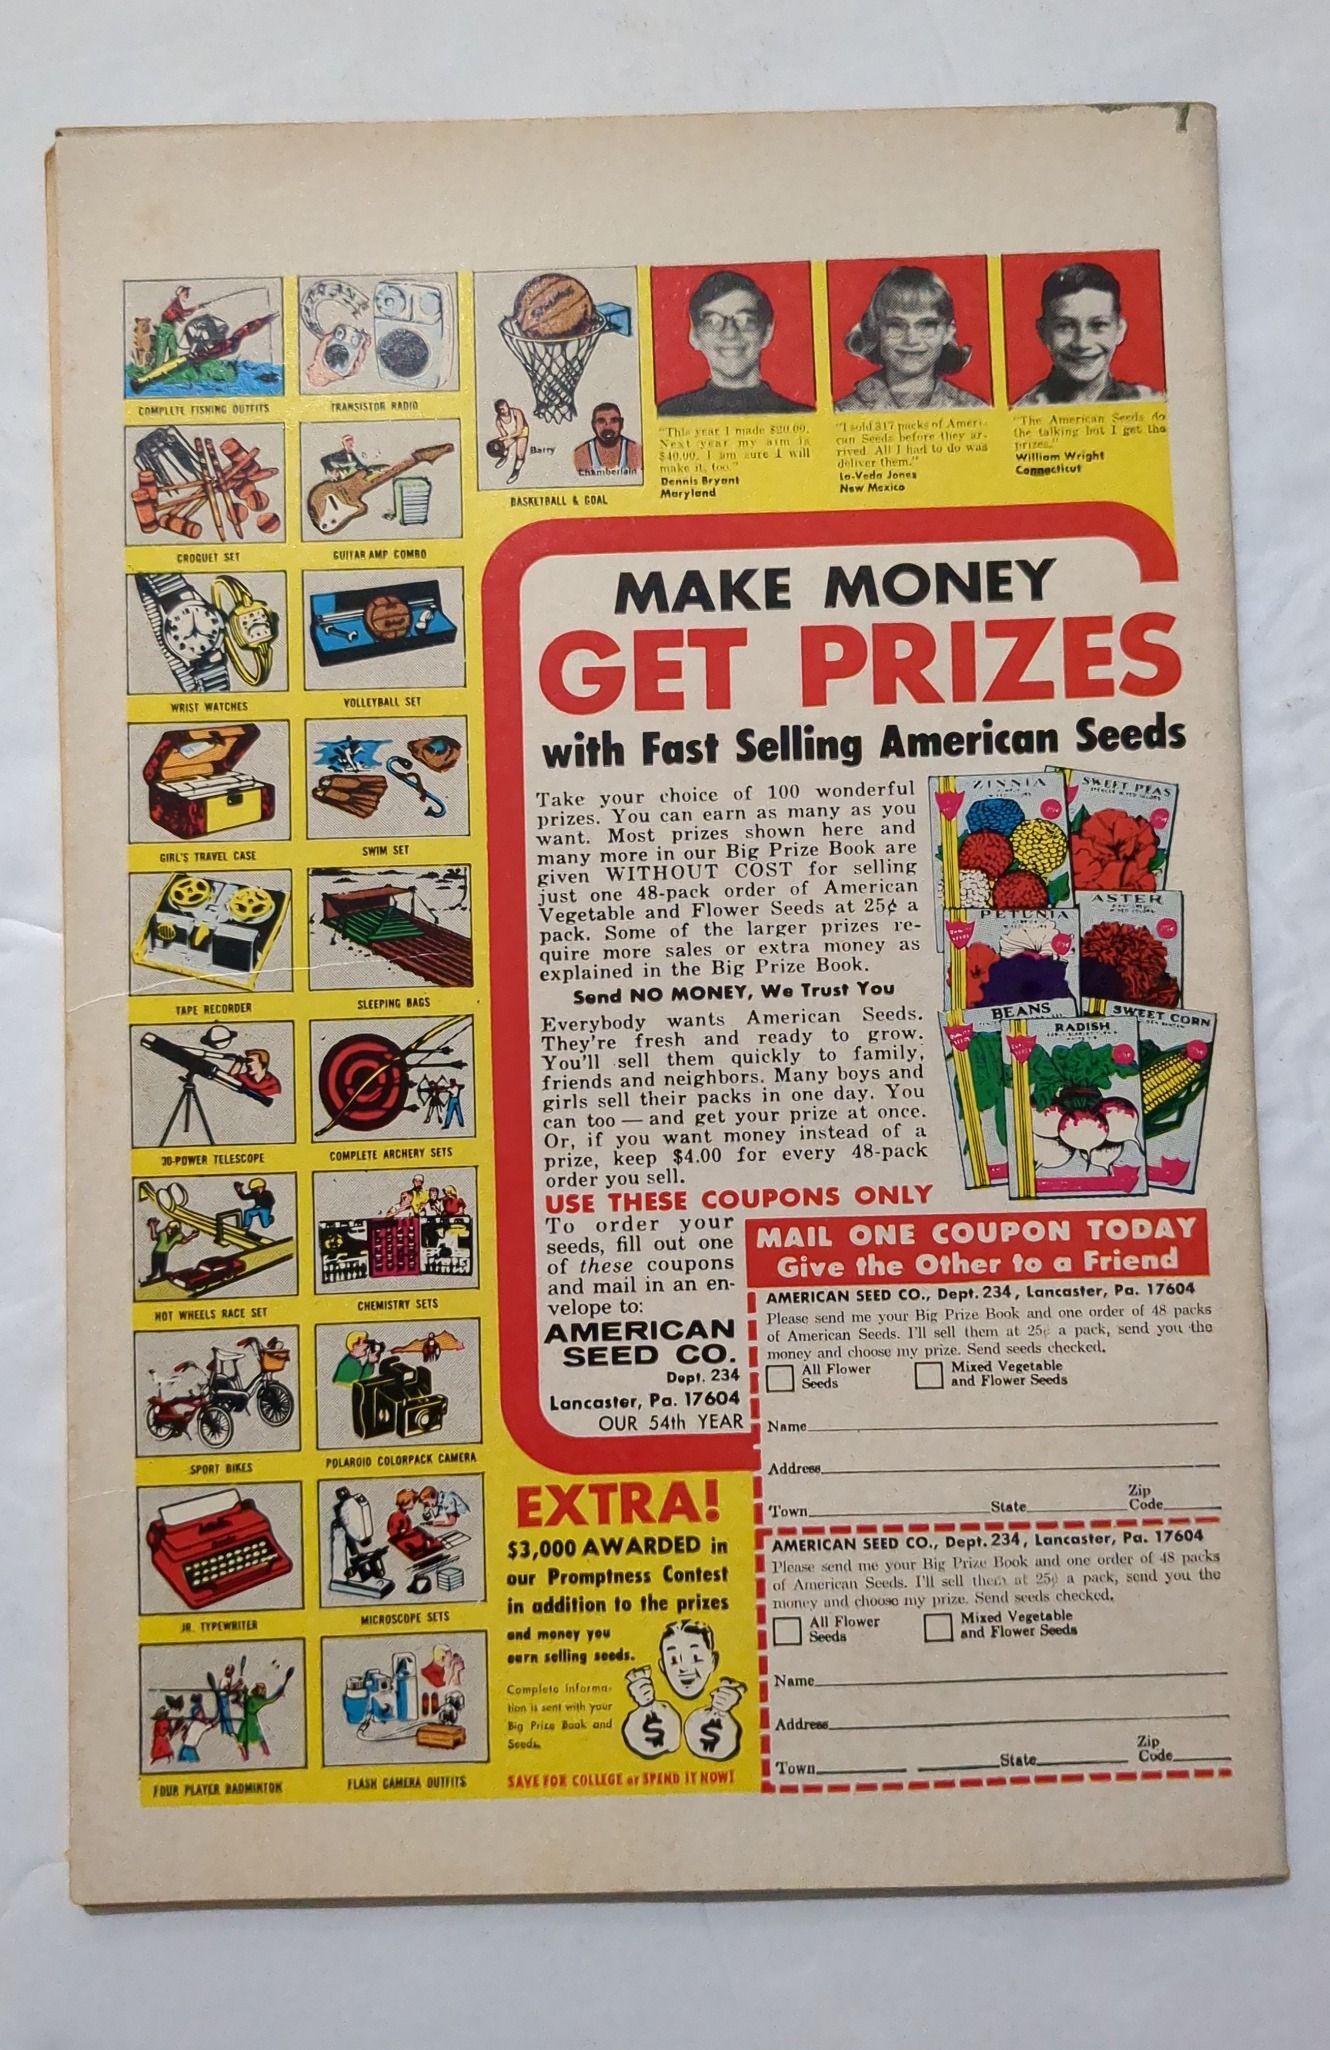 COMPLETE FISHING OUTFITS
TRANSISTOR RADIO
Barry
Chamberlain
BASKETBALL & GOAL
"This year I made $20.00.
Next year my aim is
$40.00. I am sure I will
make it, too."
Dennis Bryant
Maryland
"I sold 317 packs of Ameri-
can Seeds before they ar-
rived. All I had to do was
deliver them."
La-Veda Jones
New Mexico
"The American Seeds do
the talking but I get the
prizes."
William Wright
Connecticut
CROQUET SET
GUITAR AMP COMBO
WRIST WATCHES
VOLLEYBALL SET
GIRL'S TRAVEL CASE
SWIM SET
TAPE RECORDER
SLEEPING BAGS
30-POWER TELESCOPE
COMPLETE ARCHERY SETS
HOT WHEELS RACE SET
CHEMISTRY SETS
SPORT BIKES
POLAROID COLORPACK CAMERA
JR. TYPEWRITER
MICROSCOPE SETS
FOUR PLAYER BADMINTON
FLASH CAMERA OUTFITS
MAKE MONEY
GET PRIZES
with Fast Selling American Seeds
Take your choice of 100 wonderful
prizes. You can earn as many as you
want. Most prizes shown here and
many more in our Big Prize Book are
given WITHOUT COST for selling
just one 48-pack order of American
Vegetable and Flower Seeds at 25¢ a
pack. Some of the larger prizes re-
quire more sales or extra money as
explained in the Big Prize Book.
Send NO MONEY, We Trust You
Everybody wants American Seeds.
They're fresh and ready to grow.
You'll sell them quickly to family,
friends and neighbors. Many boys and
girls sell their packs in one day. You
can too — and get your prize at once.
Or, if you want money instead of a
prize, keep $4.00 for every 48-pack
order you sell.
ZINNIA
SWEET PEAS
PETUNIA
ASTER
BEANS
RADISH
SWEET CORN
USE THESE COUPONS ONLY
To order your
seeds, fill out one
of these coupons
and mail in an en-
velope to:
AMERICAN
SEED CO.
Dept. 234
Lancaster, Pa. 17604
OUR 54th YEAR
MAIL ONE COUPON TODAY
Give the Other to a Friend
AMERICAN SEED CO., Dept. 234, Lancaster, Pa. 17604
Please send me your Big Prize Book and one order of 48 packs
of American Seeds. I'll sell them at 25¢ a pack, send you the
money and choose my prize. Send seeds checked.
All Flower
Seeds
Mixed Vegetable
and Flower Seeds
Name
Address
Town State Zip
Code
AMERICAN SEED CO., Dept. 234, Lancaster, Pa. 17604
Please send me your Big Prize Book and one order of 48 packs
of American Seeds. I'll sell them at 25¢ a pack, send you the
money and choose my prize. Send seeds checked.
All Flower
Seeds
Mixed Vegetable
and Flower Seeds
Name
Address
Town State Zip
Code
EXTRA!
$3,000 AWARDED in
our Promptness Contest
in addition to the prizes
and money you
earn selling seeds.
Complete informa-
tion is sent with your
Big Prize Book and
Seeds.
$ $
SAVE FOR COLLEGE or SPEND IT NOW!